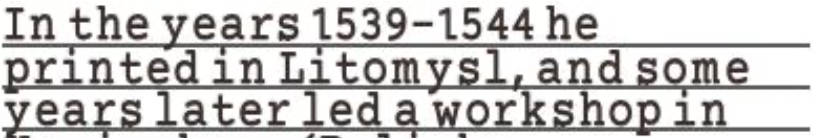 In the years 1539-1544 he
printed in Litomysl, and some
years later led a workshop in